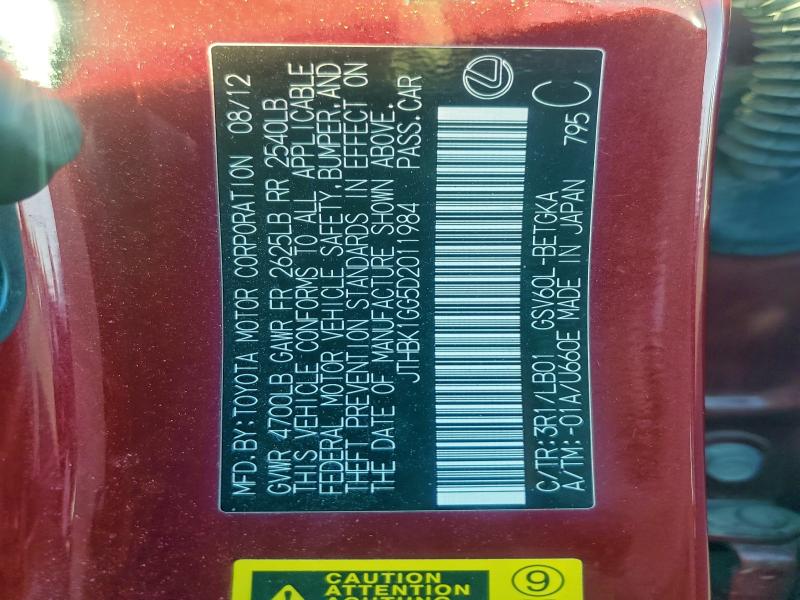 MFD. BY: TOYOTA MOTOR CORPORATION 08/12
GVWR 4700LB GAWR FR 2625LB RR 2540LB
THIS VEHICLE CONFORMS TO ALL APPLICABLE
FEDERAL MOTOR VEHICLE SAFETY, BUMPER, AND
THEFT PREVENTION STANDARDS IN EFFECT ON
THE DATE OF MANUFACTURE SHOWN ABOVE.
JTHBK1GG5D2011984 PASS. CAR
C/TR: 3R1/LB01 GSV60L-BETGKA
A/TM: -01A/U660E MADE IN JAPAN 795 C
CAUTION
ATTENTION
ACHTUNG
9